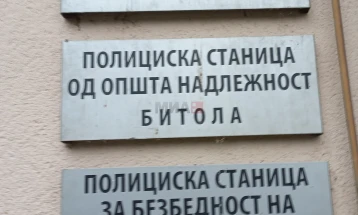 ПОЛИЦИСКА СТАНИЦА
ОД ОПШТА НАДЛЕЖНОСТ
БИТОЛА
ПОЛИЦИСКА СТАНИЦА
ЗА БЕЗБЕДНОСТ НА